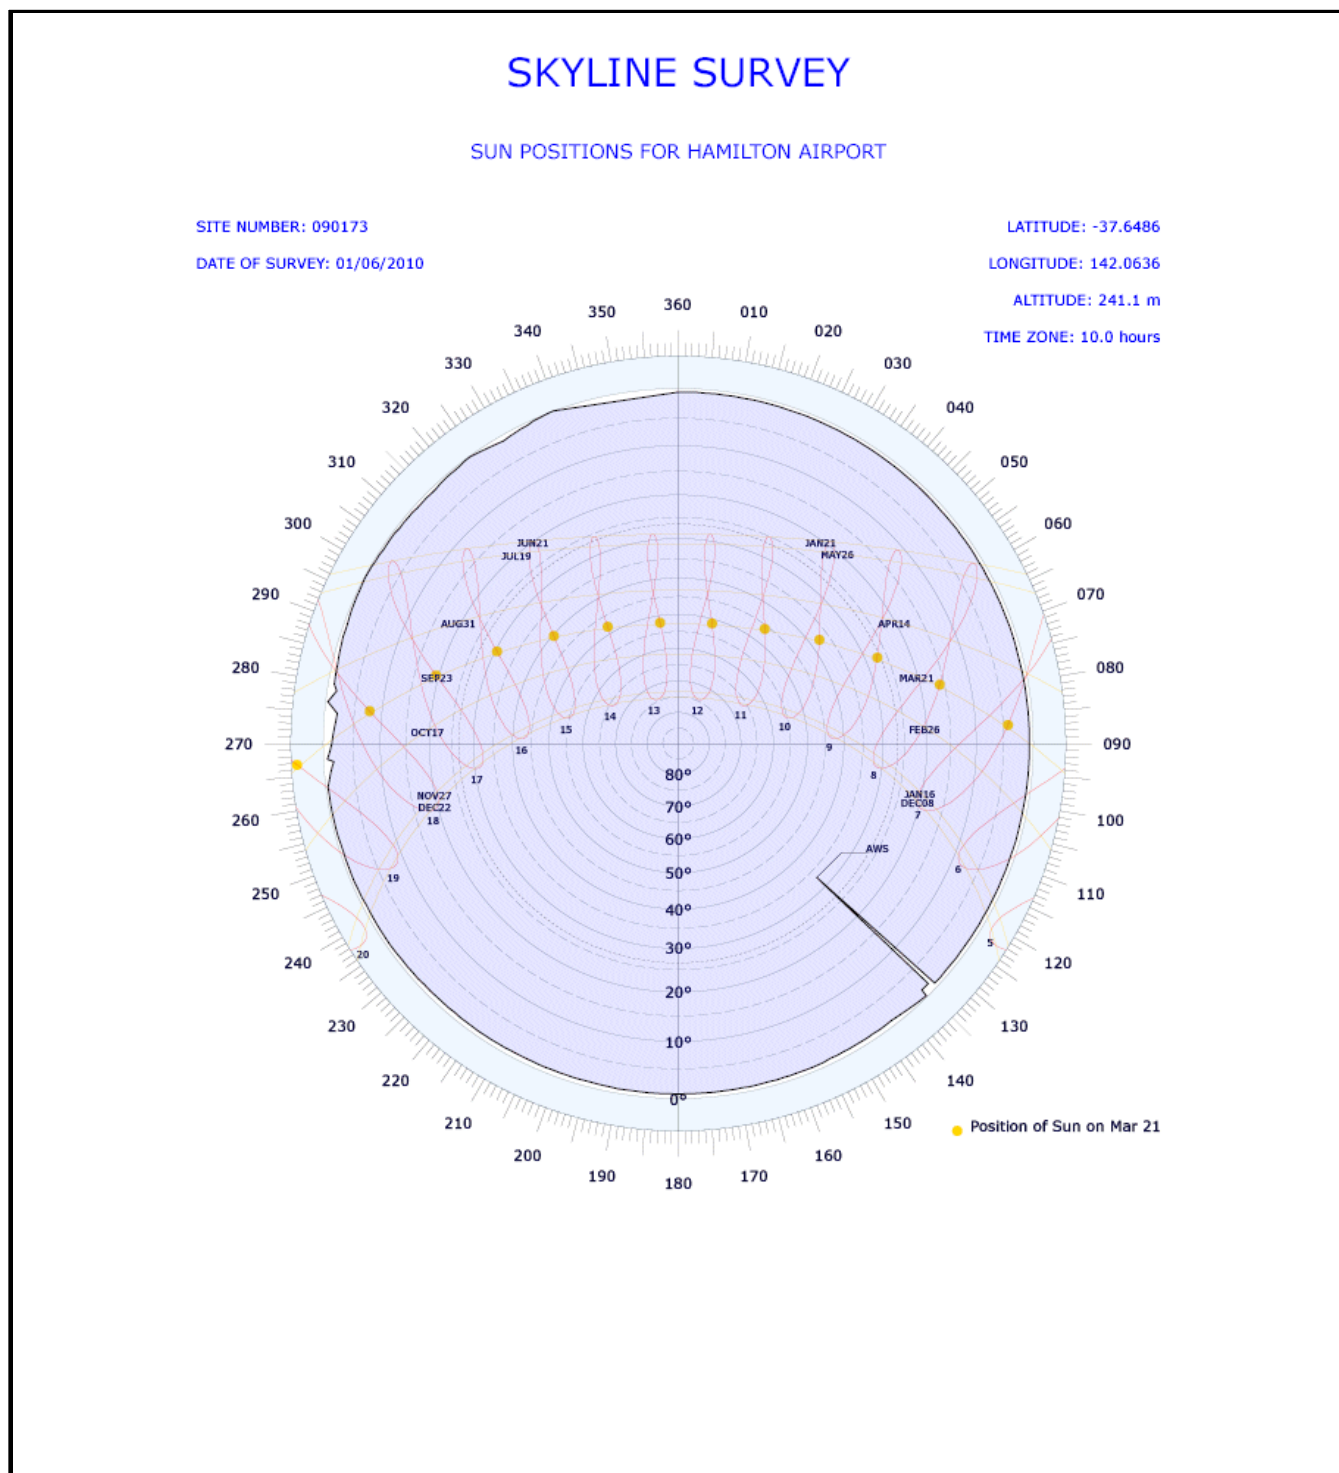 SKYLINE SURVEY
SUN POSITIONS FOR HAMILTON AIRPORT
SITE NUMBER: 090173
LATITUDE: -37.6486
DATE OF SURVEY: 01/06/2010
LONGITUDE: 142.0636
ALTITUDE: 241.1 m
TIME ZONE: 10.0 hours
360
350
010
340
020
330
030
320
040
310
050
300
060
290
070
280
080
270
090
260
100
250
110
240
120
230
130
220
140
210
150
200
160
190
170
180
JUN21
JAN21
JUL19
MAY26
AUG31
APR14
SEP23
MAR21
OCT17
FEB26
NOV27
JAN16
DEC22
DEC08
20
19
18
17
16
15
14
13
12
11
10
9
8
7
6
5
AWS
80°
70°
60°
50°
40°
30°
20°
10°
0°
Position of Sun on Mar 21